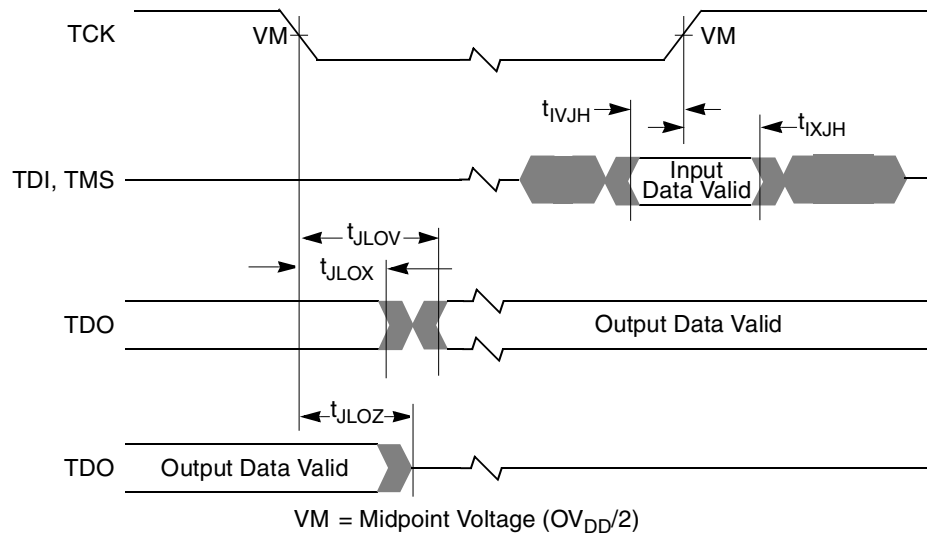 TCK
VM
VM
tIVJH
tIXJH
TDI, TMS
Input
Data Valid
tJLOV
tJLOX
TDO
Output Data Valid
tJLOZ
TDO
Output Data Valid
VM = Midpoint Voltage (OVDD/2)